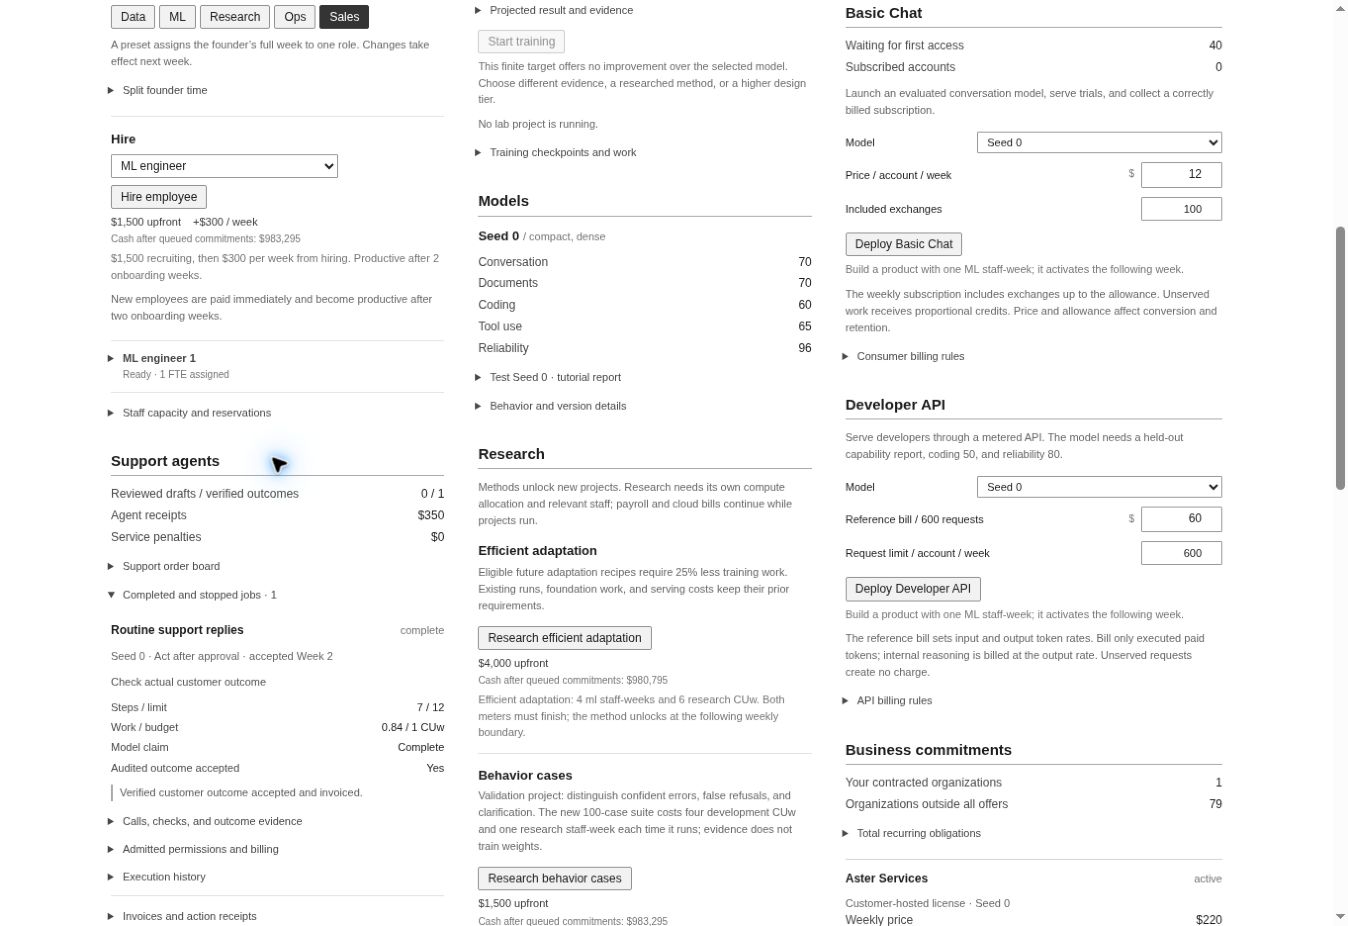 Data
ML
Research
Ops
Sales
A preset assigns the founder's full week to one role. Changes take
effect next week.
Split founder time
Hire
ML engineer
Hire employee
$1,500 upfront +$300 / week
Cash after queued commitments: $983,295
$1,500 recruiting, then $300 per week from hiring. Productive after 2
onboarding weeks.
New employees are paid immediately and become productive after
two onboarding weeks.
ML engineer 1
Ready · 1 FTE assigned
Staff capacity and reservations
Support agents
Reviewed drafts / verified outcomes 0 / 1
Agent receipts $350
Service penalties $0
Support order board
Completed and stopped jobs · 1
Routine support replies complete
Seed 0 · Act after approval · accepted Week 2
Check actual customer outcome
Steps / limit 7 / 12
Work / budget 0.84 / 1 CUw
Model claim Complete
Audited outcome accepted Yes
Verified customer outcome accepted and invoiced.
Calls, checks, and outcome evidence
Admitted permissions and billing
Execution history
Invoices and action receipts
Projected result and evidence
Start training
This finite target offers no improvement over the selected model.
Choose different evidence, a researched method, or a higher design
tier.
No lab project is running.
Training checkpoints and work
Models
Seed 0 / compact, dense
Conversation 70
Documents 70
Coding 60
Tool use 65
Reliability 96
Test Seed 0 · tutorial report
Behavior and version details
Research
Methods unlock new projects. Research needs its own compute
allocation and relevant staff; payroll and cloud bills continue while
projects run.
Efficient adaptation
Eligible future adaptation recipes require 25% less training work.
Existing runs, foundation work, and serving costs keep their prior
requirements.
Research efficient adaptation
$4,000 upfront
Cash after queued commitments: $980,795
Efficient adaptation: 4 ml staff-weeks and 6 research CUw. Both
meters must finish; the method unlocks at the following weekly
boundary.
Behavior cases
Validation project: distinguish confident errors, false refusals, and
clarification. The new 100-case suite costs four development CUw
and one research staff-week each time it runs; evidence does not
train weights.
Research behavior cases
$1,500 upfront
Cash after queued commitments: $983,295
Basic Chat
Waiting for first access 40
Subscribed accounts 0
Launch an evaluated conversation model, serve trials, and collect a correctly
billed subscription.
Model Seed 0
Price / account / week $ 12
Included exchanges 100
Deploy Basic Chat
Build a product with one ML staff-week; it activates the following week.
The weekly subscription includes exchanges up to the allowance. Unserved
work receives proportional credits. Price and allowance affect conversion and
retention.
Consumer billing rules
Developer API
Serve developers through a metered API. The model needs a held-out
capability report, coding 50, and reliability 80.
Model Seed 0
Reference bill / 600 requests $ 60
Request limit / account / week 600
Deploy Developer API
Build a product with one ML staff-week; it activates the following week.
The reference bill sets input and output token rates. Bill only executed paid
tokens; internal reasoning is billed at the output rate. Unserved requests
create no charge.
API billing rules
Business commitments
Your contracted organizations 1
Organizations outside all offers 79
Total recurring obligations
Aster Services active
Customer-hosted license · Seed 0
Weekly price $220